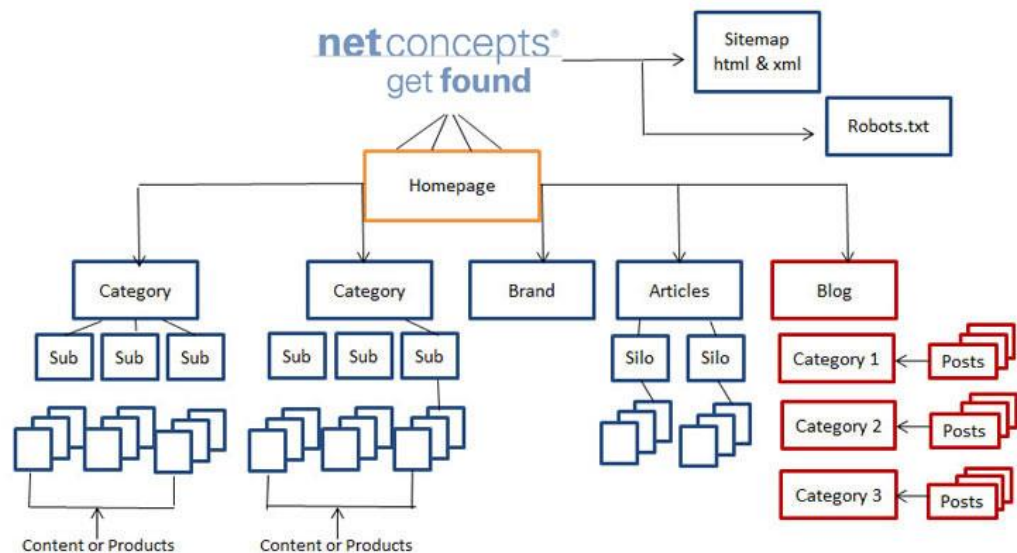 netconcepts®
get found
Sitemap
html & xml
Robots.txt
Homepage
Category
Category
Brand
Articles
Blog
Sub
Sub
Sub
Sub
Sub
Sub
Silo
Silo
Category 1
Posts
Category 2
Posts
Category 3
Posts
Content or Products
Content or Products